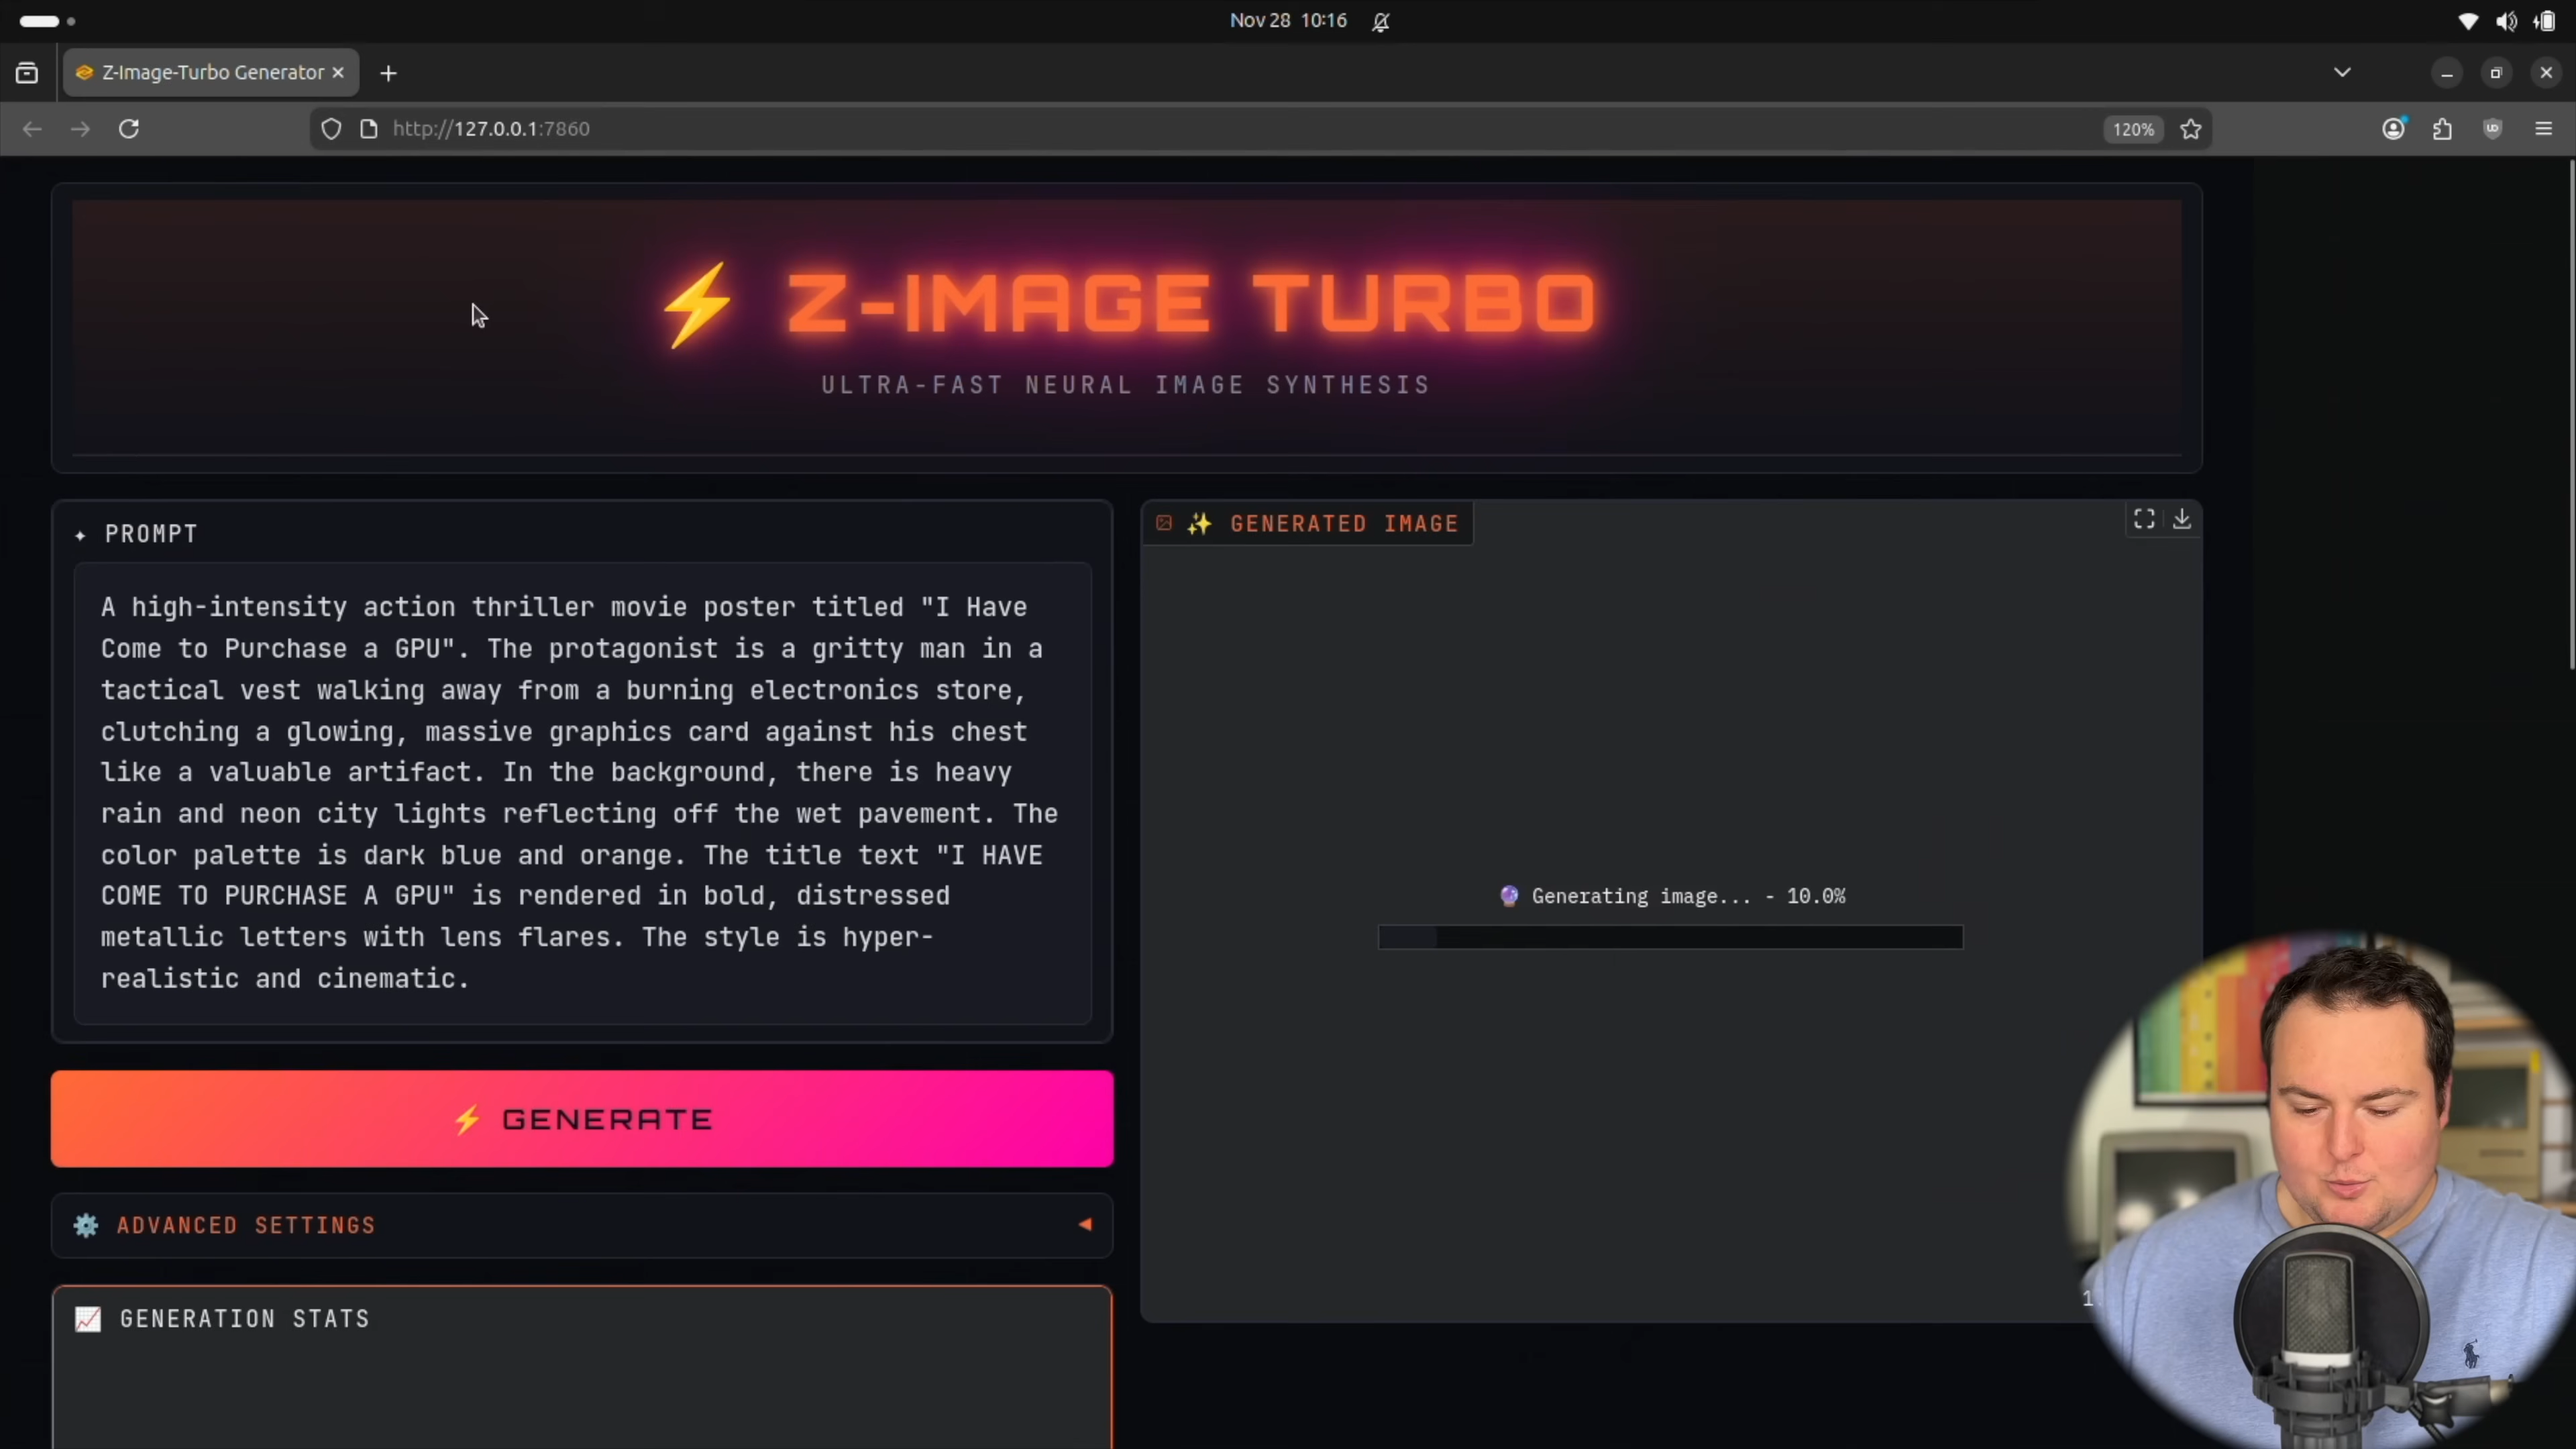 Nov 28 10:16
Z-Image-Turbo Generator
http://127.0.0.1:7860
120%
⚡ Z-IMAGE TURBO
ULTRA-FAST NEURAL IMAGE SYNTHESIS
✦ PROMPT
A high-intensity action thriller movie poster titled "I Have
Come to Purchase a GPU". The protagonist is a gritty man in a
tactical vest walking away from a burning electronics store,
clutching a glowing, massive graphics card against his chest
like a valuable artifact. In the background, there is heavy
rain and neon city lights reflecting off the wet pavement. The
color palette is dark blue and orange. The title text "I HAVE
COME TO PURCHASE A GPU" is rendered in bold, distressed
metallic letters with lens flares. The style is hyper-
realistic and cinematic.
⚡ GENERATE
⚙️ ADVANCED SETTINGS
📈 GENERATION STATS
✨ GENERATED IMAGE
🔮 Generating image... - 10.0%